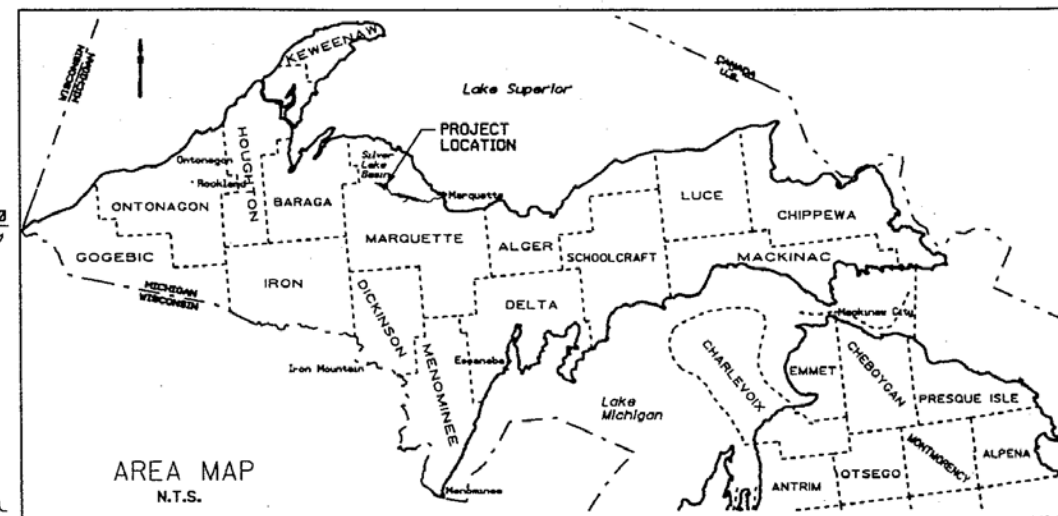 KEWEENAW
WISCONSIN
MICHIGAN
CANADA
U.S.
Lake Superior
PROJECT
LOCATION
HOUGHTON
Ontonagon
Silver
Lake
Basin
Rockland
Marquette
ONTONAGON
BARAGA
LUCE
CHIPPEWA
GOGEBIC
MARQUETTE
ALGER
SCHOOLCRAFT
MACKINAC
IRON
MICHIGAN
WISCONSIN
DICKINSON
DELTA
Mackinaw City
MENOMINEE
Escanaba
CHARLEVOIX
EMMET
CHEBOYGAN
Iron Mountain
PRESQUE ISLE
Lake
Michigan
AREA MAP
N.T.S.
Menominee
ANTRIM
OTSEGO
MONTMORENCY
ALPENA